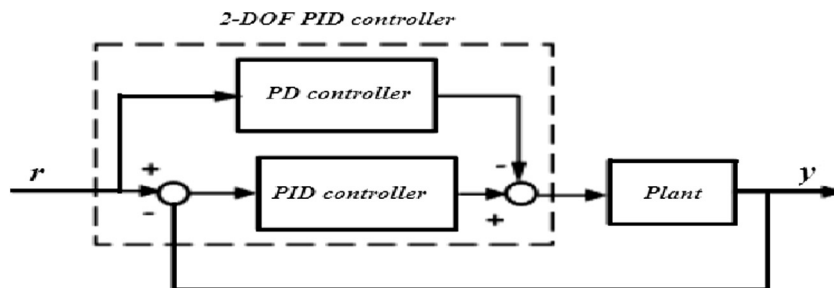 2-DOF PID controller
PD controller
+
-
r
PID controller
Plant
y
-
+